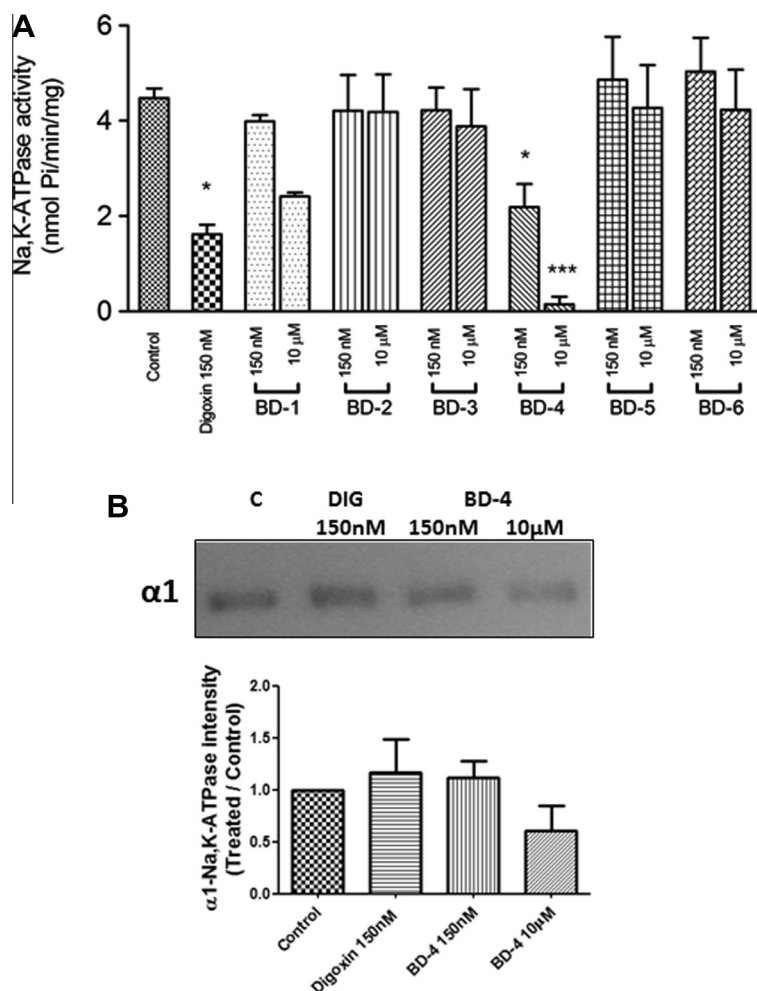 A
Na,K-ATPase activity
(nmol Pi/min/mg)
6
4
2
0
*
*
***
Control
Digoxin 150 nM
150 nM
10 µM
150 nM
10 µM
150 nM
10 µM
150 nM
10 µM
150 nM
10 µM
150 nM
10 µM
BD-1
BD-2
BD-3
BD-4
BD-5
BD-6
B
C DIG BD-4
150nM 150nM 10µM
α1
α1-Na,K-ATPase intensity
(Treated / Control)
2.0
1.5
1.0
0.5
0.0
Control
Digoxin 150nM
BD-4 150nM
BD-4 10µM